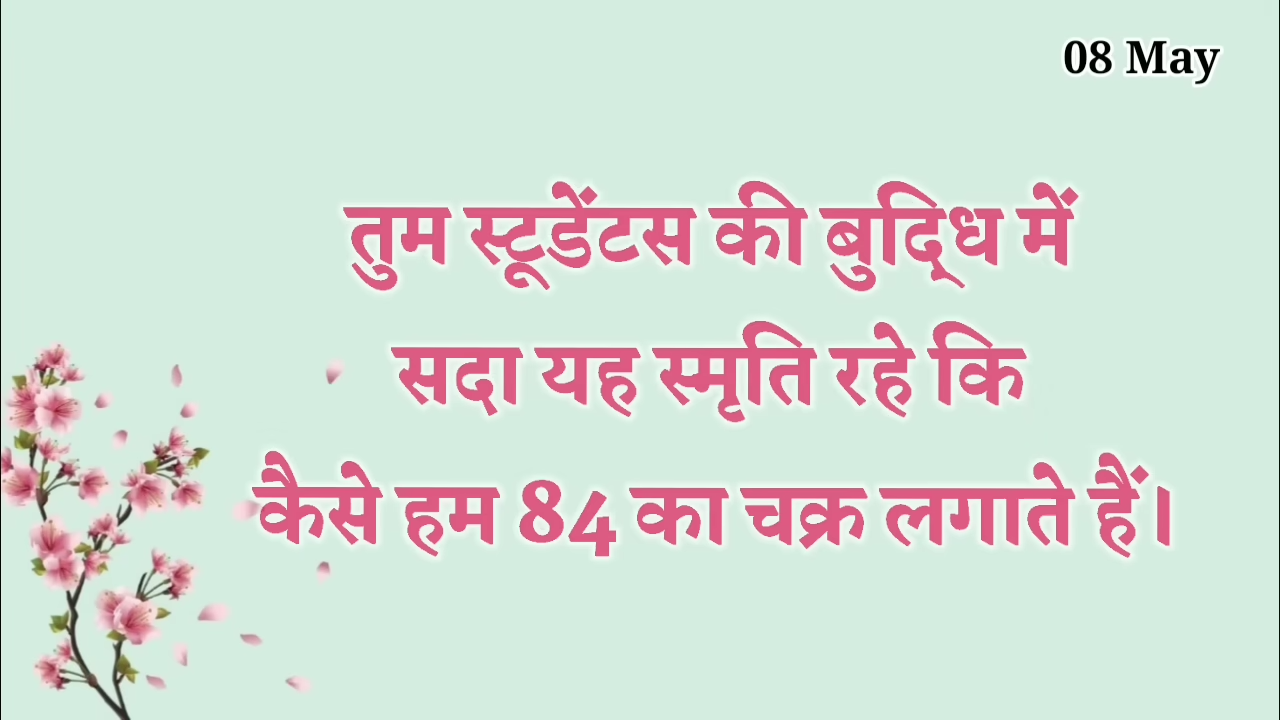 08 May
तुम स्टूडेंटस की बुद्धि में
सदा यह स्मृति रहे कि
कैसे हम 84 का चक्र लगाते हैं।